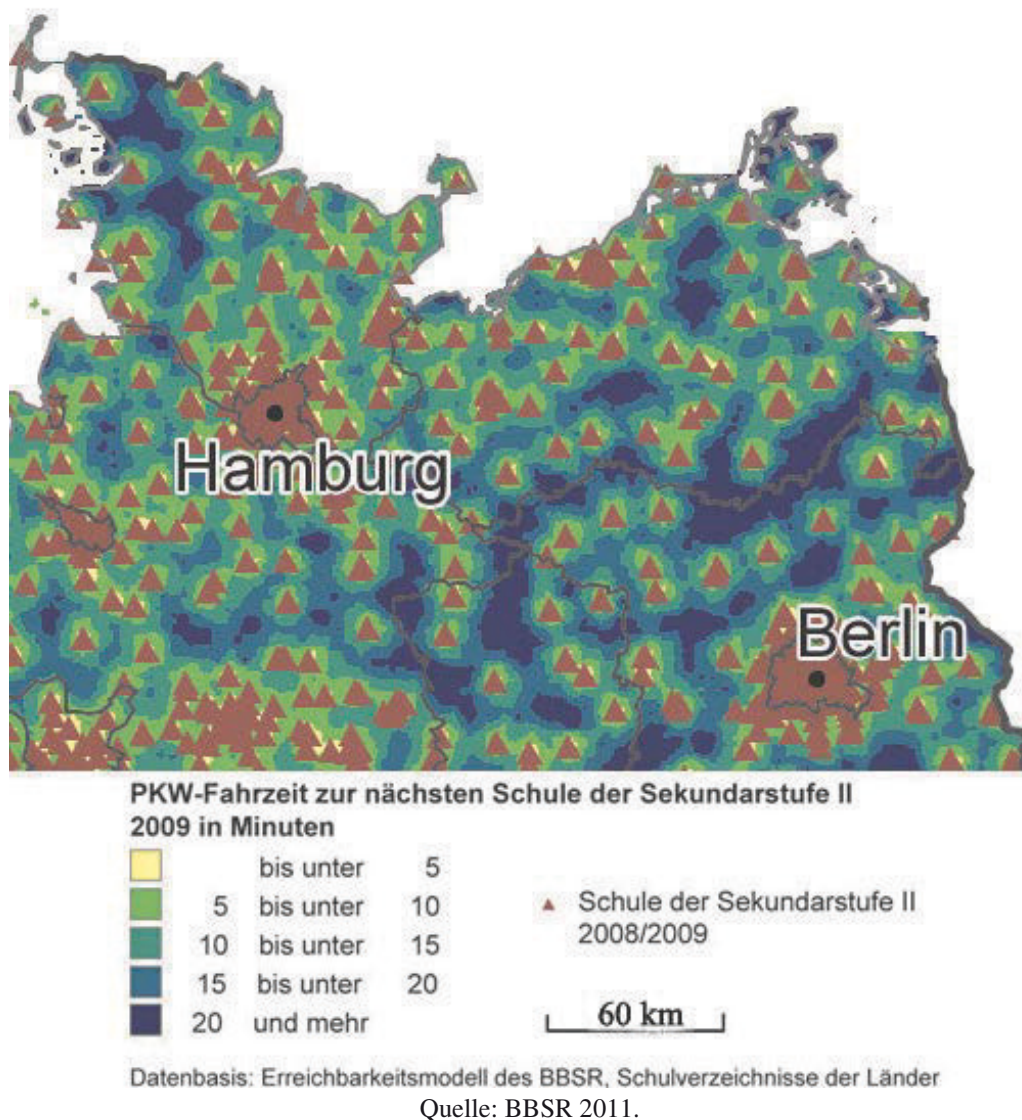 Hamburg
Berlin
PKW-Fahrzeit zur nächsten Schule der Sekundarstufe II
2009 in Minuten
bis unter 5
5 bis unter 10
10 bis unter 15
15 bis unter 20
20 und mehr
Schule der Sekundarstufe II
2008/2009
60 km
Datenbasis: Erreichbarkeitsmodell des BBSR, Schulverzeichnisse der Länder
Quelle: BBSR 2011.